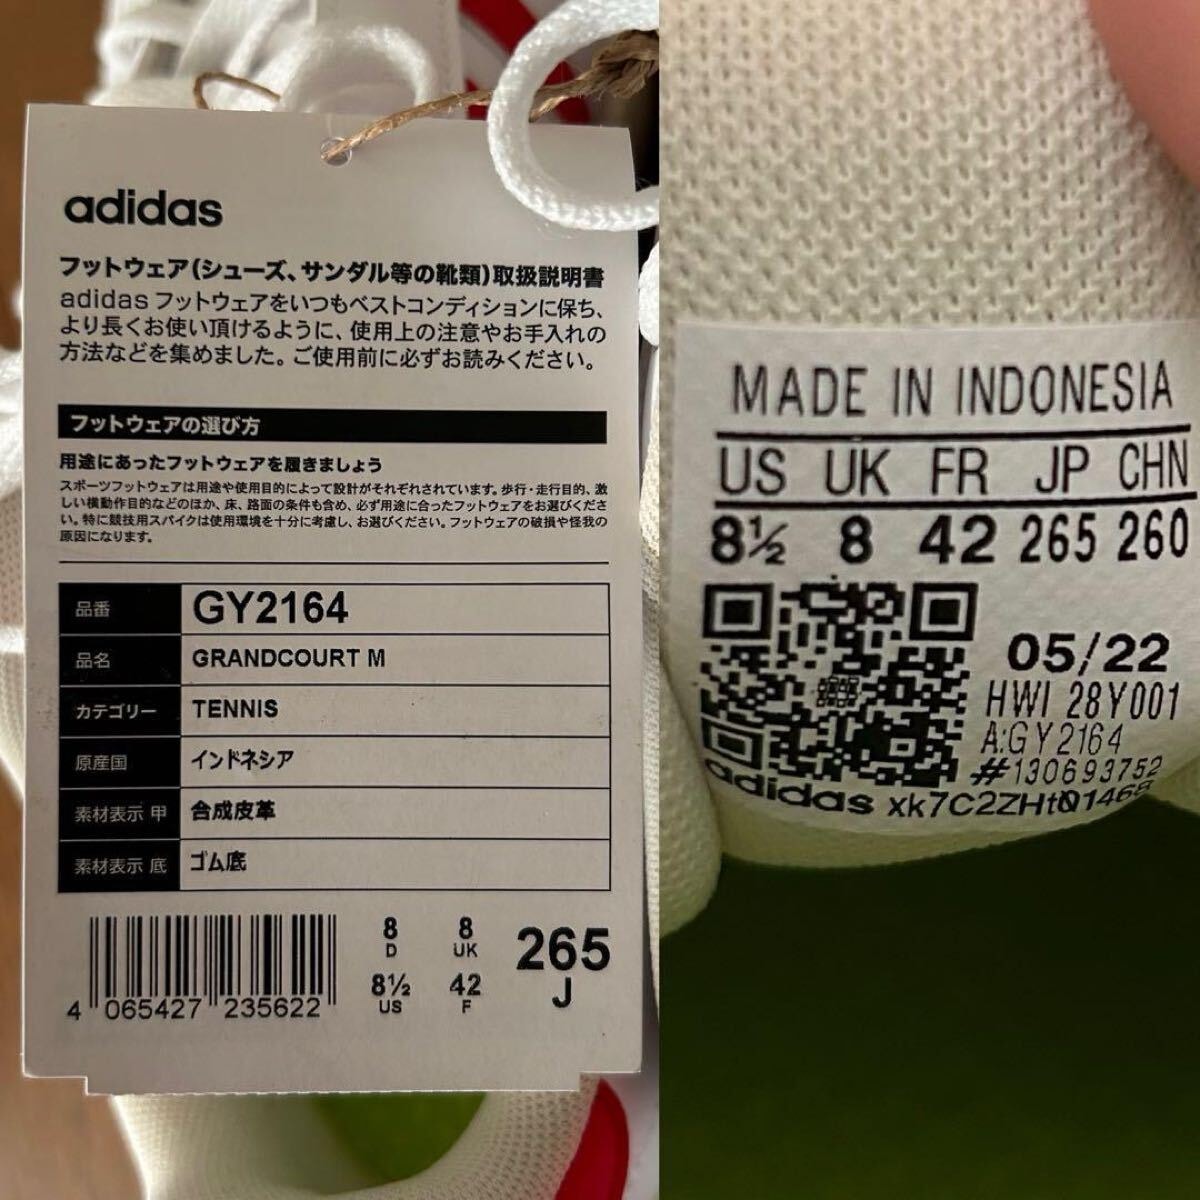 adidas
フットウェア(シューズ、サンダル等の靴類)取扱説明書
adidas フットウェアをいつもベストコンディションに保ち、
より長くお使い頂けるように、使用上の注意やお手入れの
方法などを集めました。ご使用前に必ずお読みください。
フットウェアの選び方
用途にあったフットウェアを履きましょう
スポーツフットウェアは用途や使用目的によって設計がそれぞれされています。歩行・走行目的、激
しい横動作目的などのほか、床、路面の条件も含め、必ず用途に合ったフットウェアをお選びくださ
い。特に競技用スパイクは使用環境を十分に考慮し、お選びください。フットウェアの破損や怪我の
原因になります。
品番 GY2164
品名 GRANDCOURT M
カテゴリー TENNIS
原産国 インドネシア
素材表示 甲 合成皮革
素材表示 底 ゴム底
8 8 265
D UK J
8½ 42
US F
4 065427 235622
MADE IN INDONESIA
US UK FR JP CHN
8½ 8 42 265 260
05/22
HWI 28Y001
A:GY2164
#130693752
adidas xk7C2ZHt01468